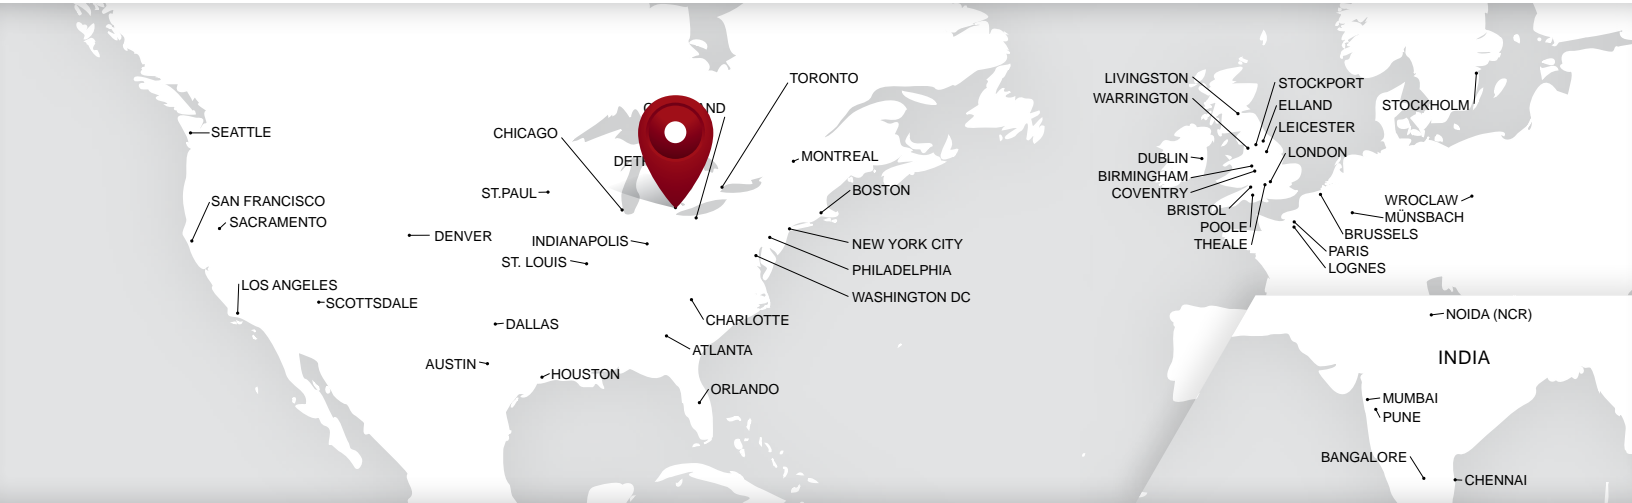 TORONTO
CHICAGO
SEATTLE
MONTREAL
ST.PAUL
BOSTON
SAN FRANCISCO
SACRAMENTO
DENVER
INDIANAPOLIS
NEW YORK CITY
ST. LOUIS
PHILADELPHIA
LOS ANGELES
SCOTTSDALE
WASHINGTON DC
DALLAS
CHARLOTTE
ATLANTA
AUSTIN
HOUSTON
ORLANDO
LIVINGSTON
STOCKPORT
WARRINGTON
ELLAND
STOCKHOLM
LEICESTER
DUBLIN
LONDON
BIRMINGHAM
COVENTRY
WROCLAW
BRISTOL
MÜNSBACH
POOLE
BRUSSELS
THEALE
PARIS
LOGNES
NOIDA (NCR)
INDIA
MUMBAI
PUNE
BANGALORE
CHENNAI